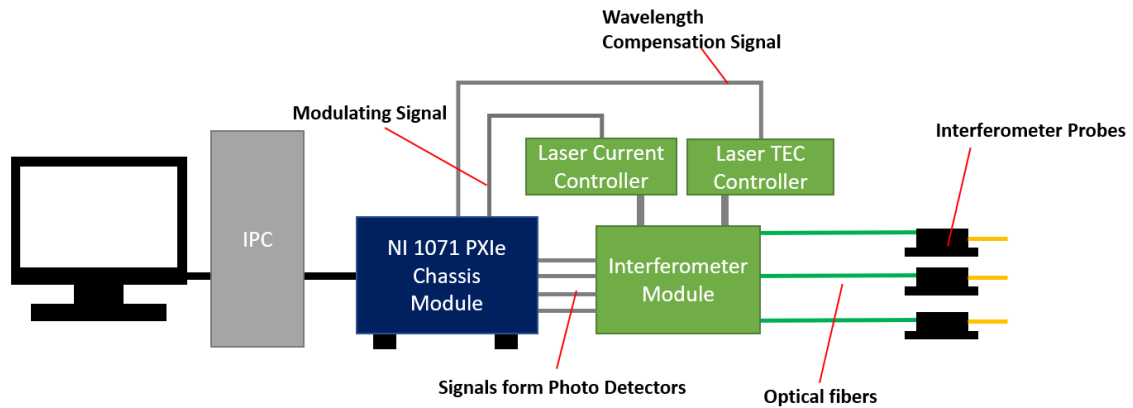 Wavelength
Compensation Signal
Modulating Signal
Interferometer Probes
Laser Current
Controller
Laser TEC
Controller
IPC
NI 1071 PXIe
Chassis
Module
Interferometer
Module
Signals form Photo Detectors
Optical fibers